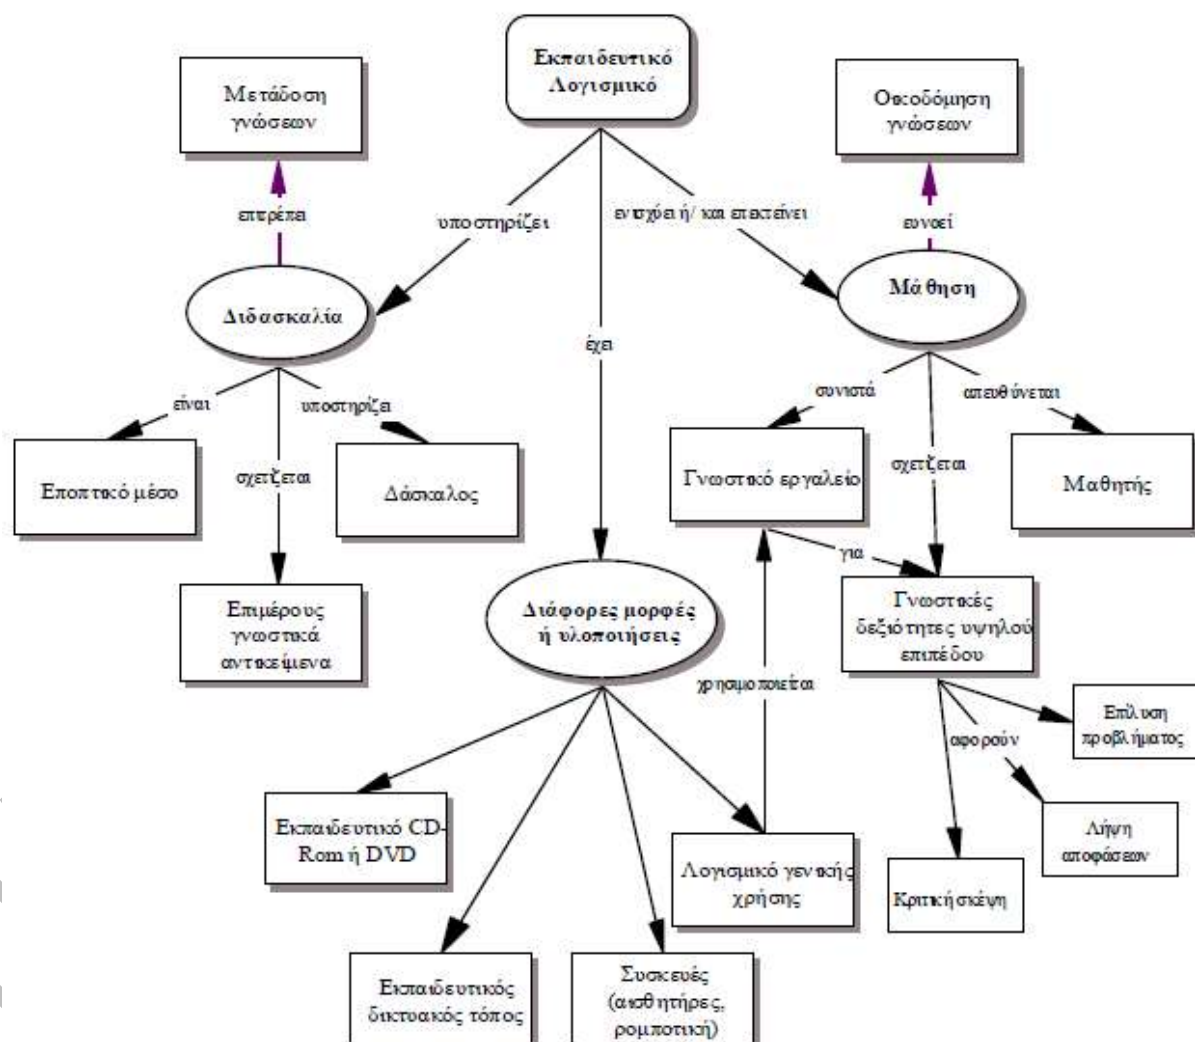 Εκπαιδευτικό
Λογισμικό
Μετάδοση
γνώσεων
Οικοδόμηση
γνώσεων
επιτρέπει
υποστηρίζει
ενισχύει ή/ και επεκτείνει
ευνοεί
Διδασκαλία
Μάθηση
έχει
είναι
υποστηρίζει
συνιστά
απευθύνεται
Εποπτικό μέσο
σχετίζεται
Δάσκαλος
Γνωστικό εργαλείο
σχετίζεται
Μαθητής
για
Επιμέρους
γνωστικά
αντικείμενα
Διάφορες μορφές
ή υλοποιήσεις
Γνωστικές
δεξιότητες υψηλού
επιπέδου
χρησιμοποιείται
αφορούν
Επίλυση
προβλήματος
Εκπαιδευτικό CD-
Rom ή DVD
Λογισμικό γενικής
χρήσης
Λήψη
αποφάσεων
Κριτική σκέψη
Εκπαιδευτικός
δικτυακός τόπος
Συσκευές
(αισθητήρες,
ρομποτική)